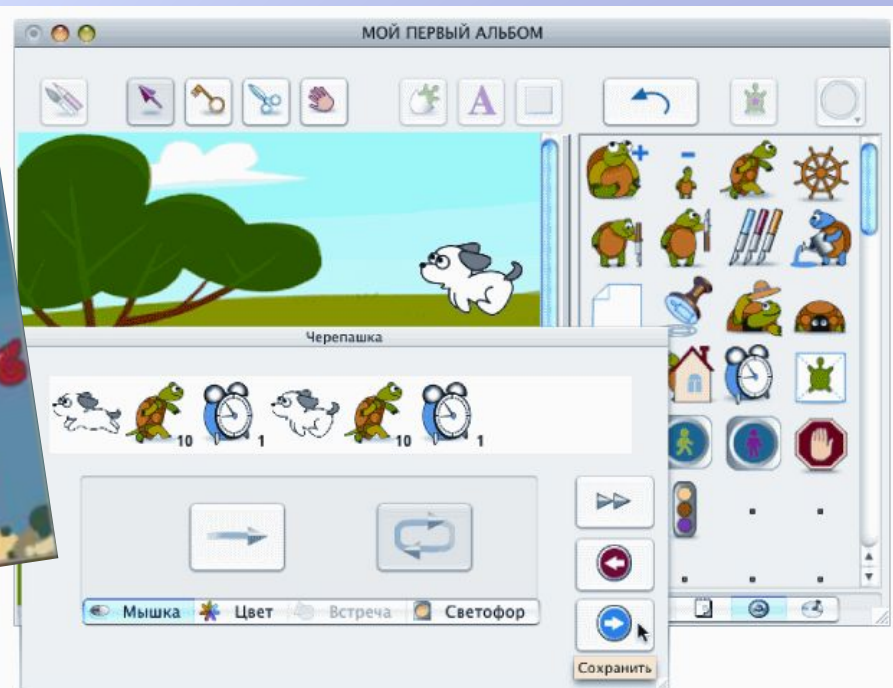 МОЙ ПЕРВЫЙ АЛЬБОМ
A
+ -
Черепашка
10 1 10 1
Мышка Цвет Встреча Светофор
Сохранить